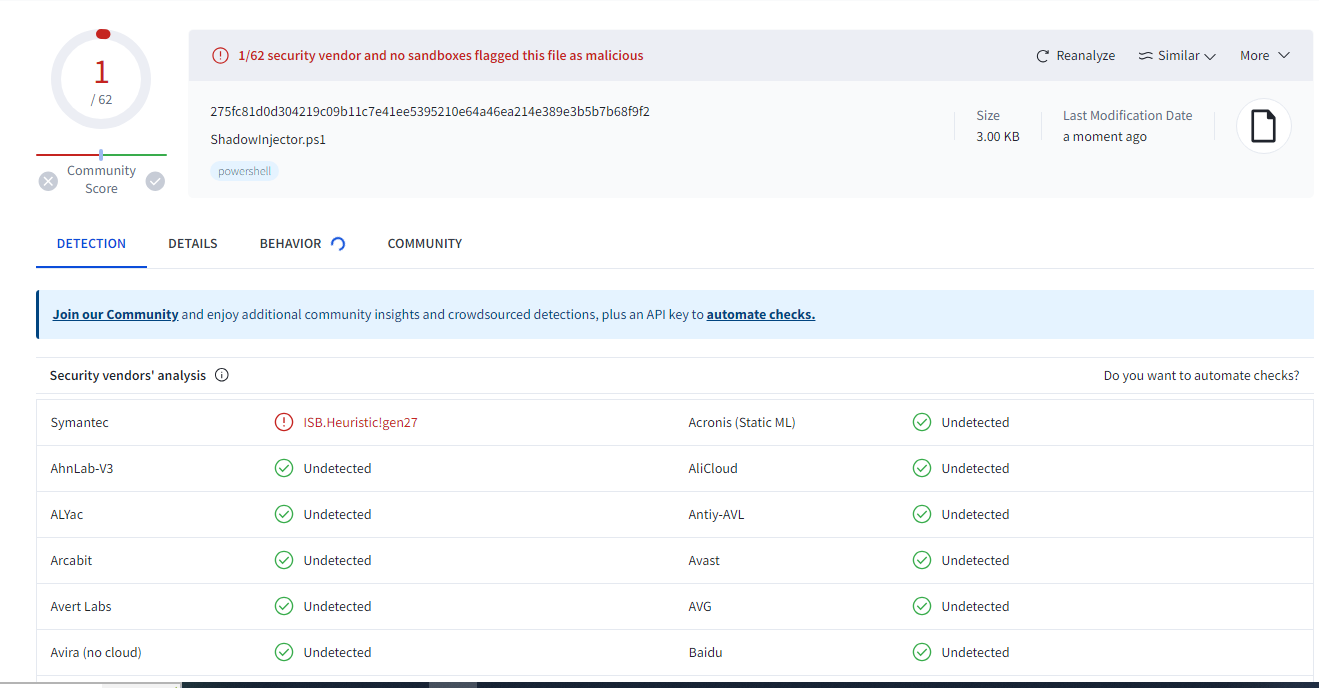 1
/ 62
Community
Score
1/62 security vendor and no sandboxes flagged this file as malicious
Reanalyze
Similar
More
275fc81d0d304219c09b11c7e41ee5395210e64a46ea214e389e3b5b7b68f9f2
ShadowInjector.ps1
powershell
Size
3.00 KB
Last Modification Date
a moment ago
DETECTION
DETAILS
BEHAVIOR
COMMUNITY
Join our Community and enjoy additional community insights and crowdsourced detections, plus an API key to automate checks.
Security vendors' analysis
Do you want to automate checks?
Symantec ISB.Heuristic!gen27 Acronis (Static ML) Undetected
AhnLab-V3 Undetected AliCloud Undetected
ALYac Undetected Antiy-AVL Undetected
Arcabit Undetected Avast Undetected
Avert Labs Undetected AVG Undetected
Avira (no cloud) Undetected Baidu Undetected